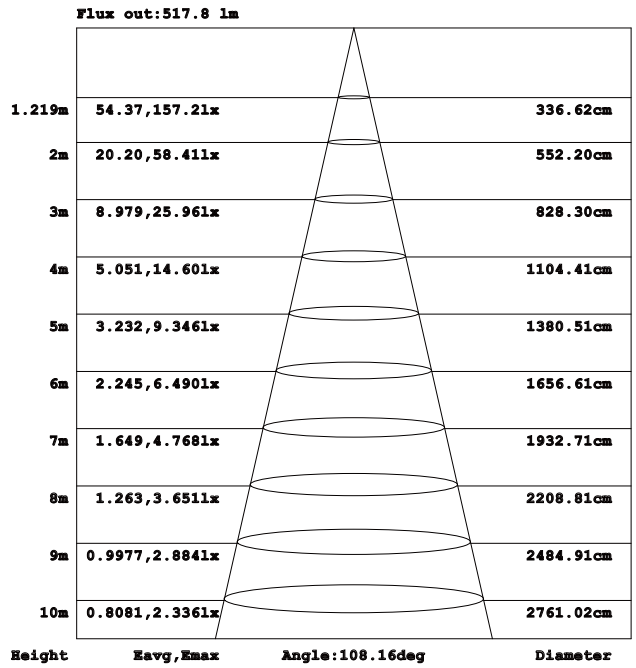 Flux out:517.8 lm
1.219m 54.37,157.2lx 336.62cm
2m 20.20,58.41lx 552.20cm
3m 8.979,25.96lx 828.30cm
4m 5.051,14.60lx 1104.41cm
5m 3.232,9.346lx 1380.51cm
6m 2.245,6.490lx 1656.61cm
7m 1.649,4.768lx 1932.71cm
8m 1.263,3.651lx 2208.81cm
9m 0.9977,2.884lx 2484.91cm
10m 0.8081,2.336lx 2761.02cm
Height Eavg,Emax Angle:108.16deg Diameter